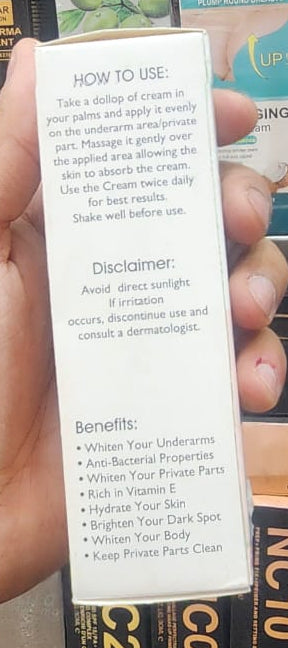 HOW TO USE:
Take a dollop of cream in
your palms and apply it evenly
on the underarm area/private
part. Massage it gently over
the applied area allowing the
skin to absorb the cream.
Use the Cream twice daily
for best results.
Shake well before use.
Disclaimer:
Avoid direct sunlight
If irritation
occurs, discontinue use and
consult a dermatologist.
Benefits:
• Whiten Your Underarms
• Anti-Bacterial Properties
• Whiten Your Private Parts
• Rich in Vitamin E
• Hydrate Your Skin
• Brighten Your Dark Spot
• Whiten Your Body
• Keep Private Parts Clean
UP
GING
NC10